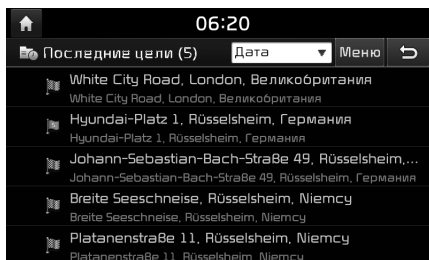 06:20
Последние цели (5) Дата Меню
White City Road, London, Великобритания
White City Road, London, Великобритания
Hyundai-Platz 1, Rüsselsheim, Германия
Hyundai-Platz 1, Rüsselsheim, Германия
Johann-Sebastian-Bach-Straße 49, Rüsselsheim,...
Johann-Sebastian-Bach-Straße 49, Rüsselsheim, Германия
Breite Seeschneise, Rüsselsheim, Niemcy
Breite Seeschneise, Rüsselsheim, Niemcy
Platanenstraße 11, Rüsselsheim, Niemcy
Platanenstraße 11, Rüsselsheim, Niemcy